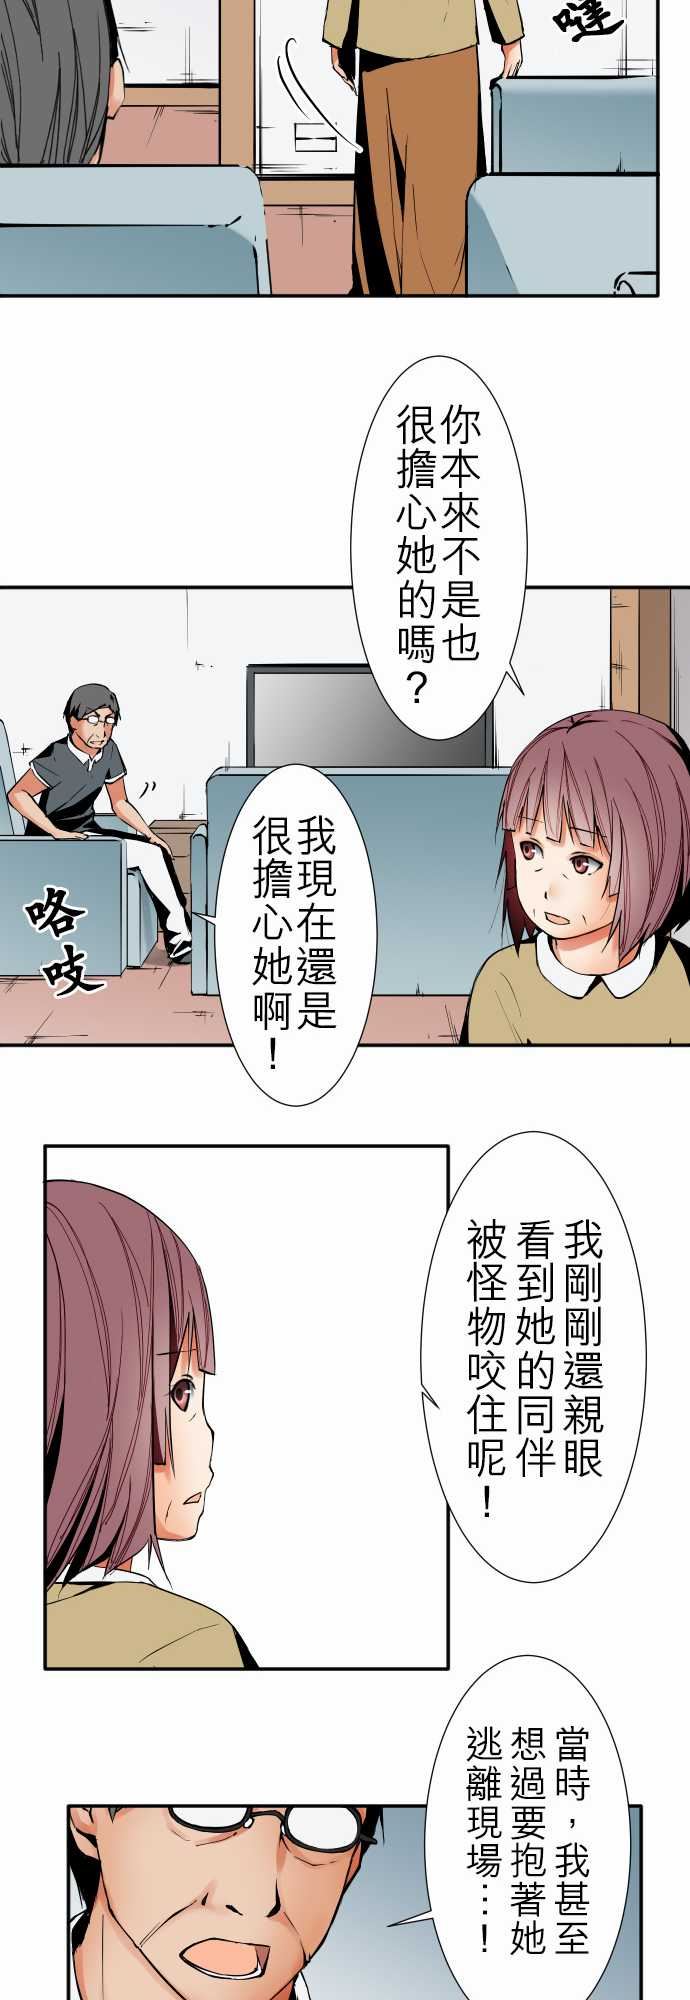 噠
你本來不是也
很擔心她的嗎？
我現在還是
很擔心她啊！
咯吱
我剛剛還親眼
看到她的同伴
被怪物咬住呢！
當時，我甚至
想過要抱著她
逃離現場…！